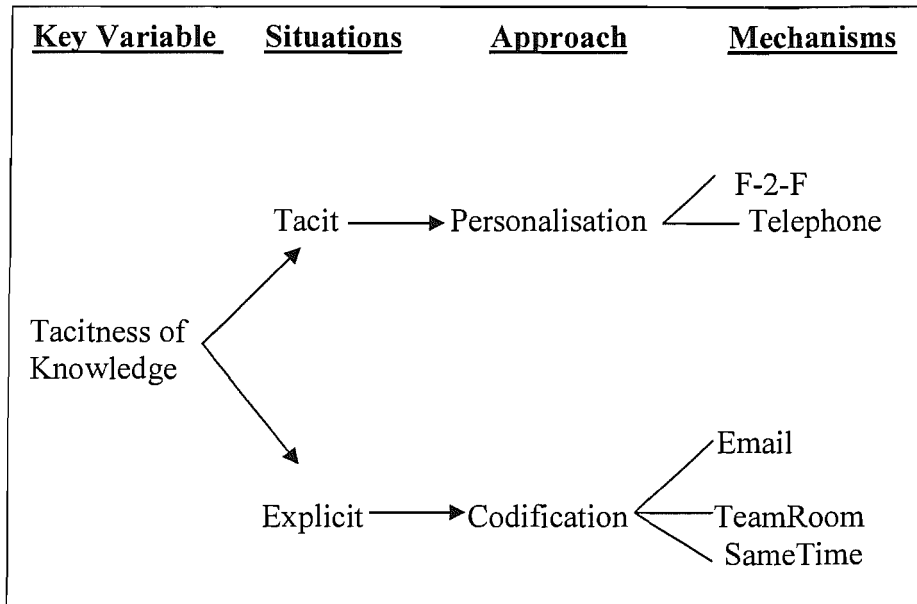 Key Variable Situations Approach Mechanisms
F-2-F
Tacit Personalisation Telephone
Tacitness of
Knowledge
Email
Explicit Codification TeamRoom
SameTime